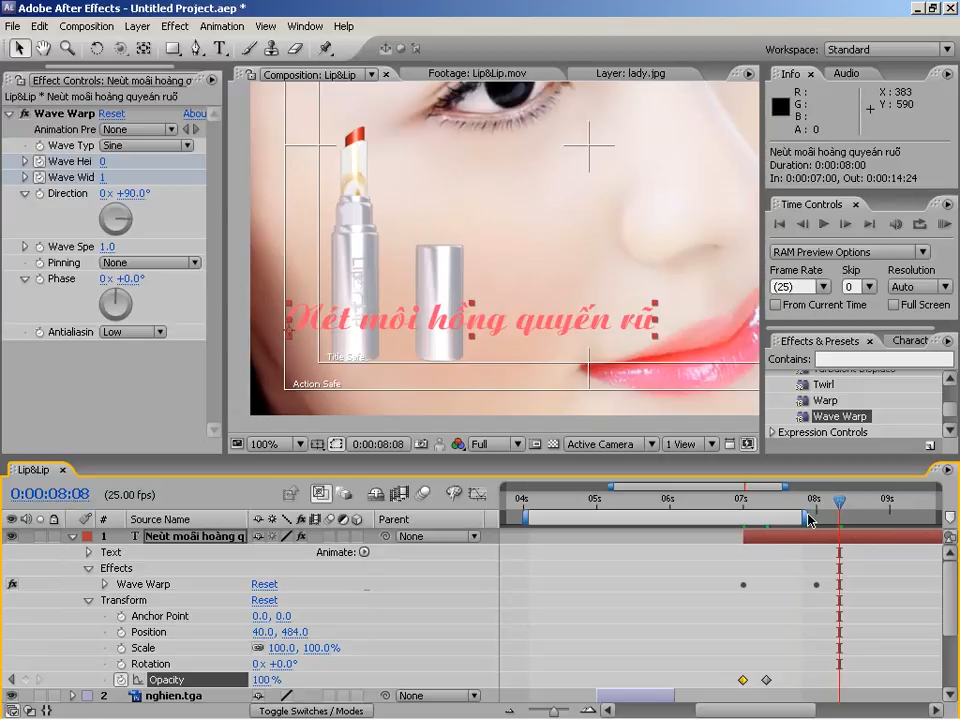 Adobe After Effects - Untitled Project.aep *
File Edit Composition Layer Effect Animation View Window Help
Workspace: Standard
Effect Controls: Neùt moâi hoàng q
Lip&Lip * Neùt moâi hoàng quyeán ruõ
Wave Warp Reset Abou
Animation Pre None
Wave Typ Sine
Wave Hei 0
Wave Wid 1
Direction 0 x +90.0°
Wave Spe 1.0
Pinning None
Phase 0 x +0.0°
Antialiasin Low
Composition: Lip&Lip Footage: Lip&Lip.mov Layer: lady.jpg
Nét môi hồng quyến rũ
Title Safe
Action Safe
100% 0:00:08:08 Full Active Camera 1 View
Info Audio
R : X : 383
G : Y : 590
B :
A : 0
Neùt moâi hoàng quyeán ruõ
Duration: 0:00:08:00
In: 0:00:07:00, Out: 0:00:14:24
Time Controls
RAM Preview Options
Frame Rate Skip Resolution
(25) 0 Auto
From Current Time Full Screen
Effects & Presets Charact
Contains:
Turbulent Displace
Twirl
Warp
Wave Warp
Expression Controls
Lip&Lip
0:00:08:08 (25.00 fps)
04s 05s 07s 08s 09s
# Source Name Parent
1 T Neùt moâi hoàng q None
Text Animate:
Effects
Wave Warp Reset
Transform Reset
Anchor Point 0.0, 0.0
Position 40.0, 484.0
Scale 100.0, 100.0%
Rotation 0 x +0.0°
Opacity 100 %
2 nghien.tga None
Toggle Switches / Modes